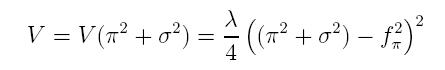 V = V(π² + σ²) = λ/4 ((π² + σ²) − f_π²)²